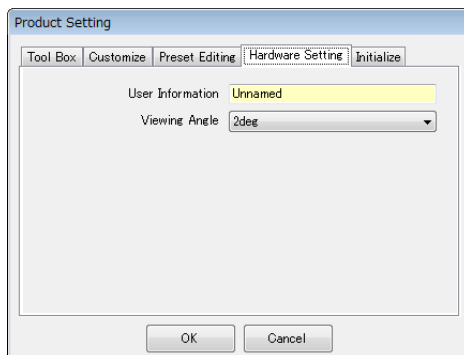 Product Setting
Tool Box Customize Preset Editing Hardware Setting Initialize
User Information Unnamed
Viewing Angle 2deg
OK Cancel